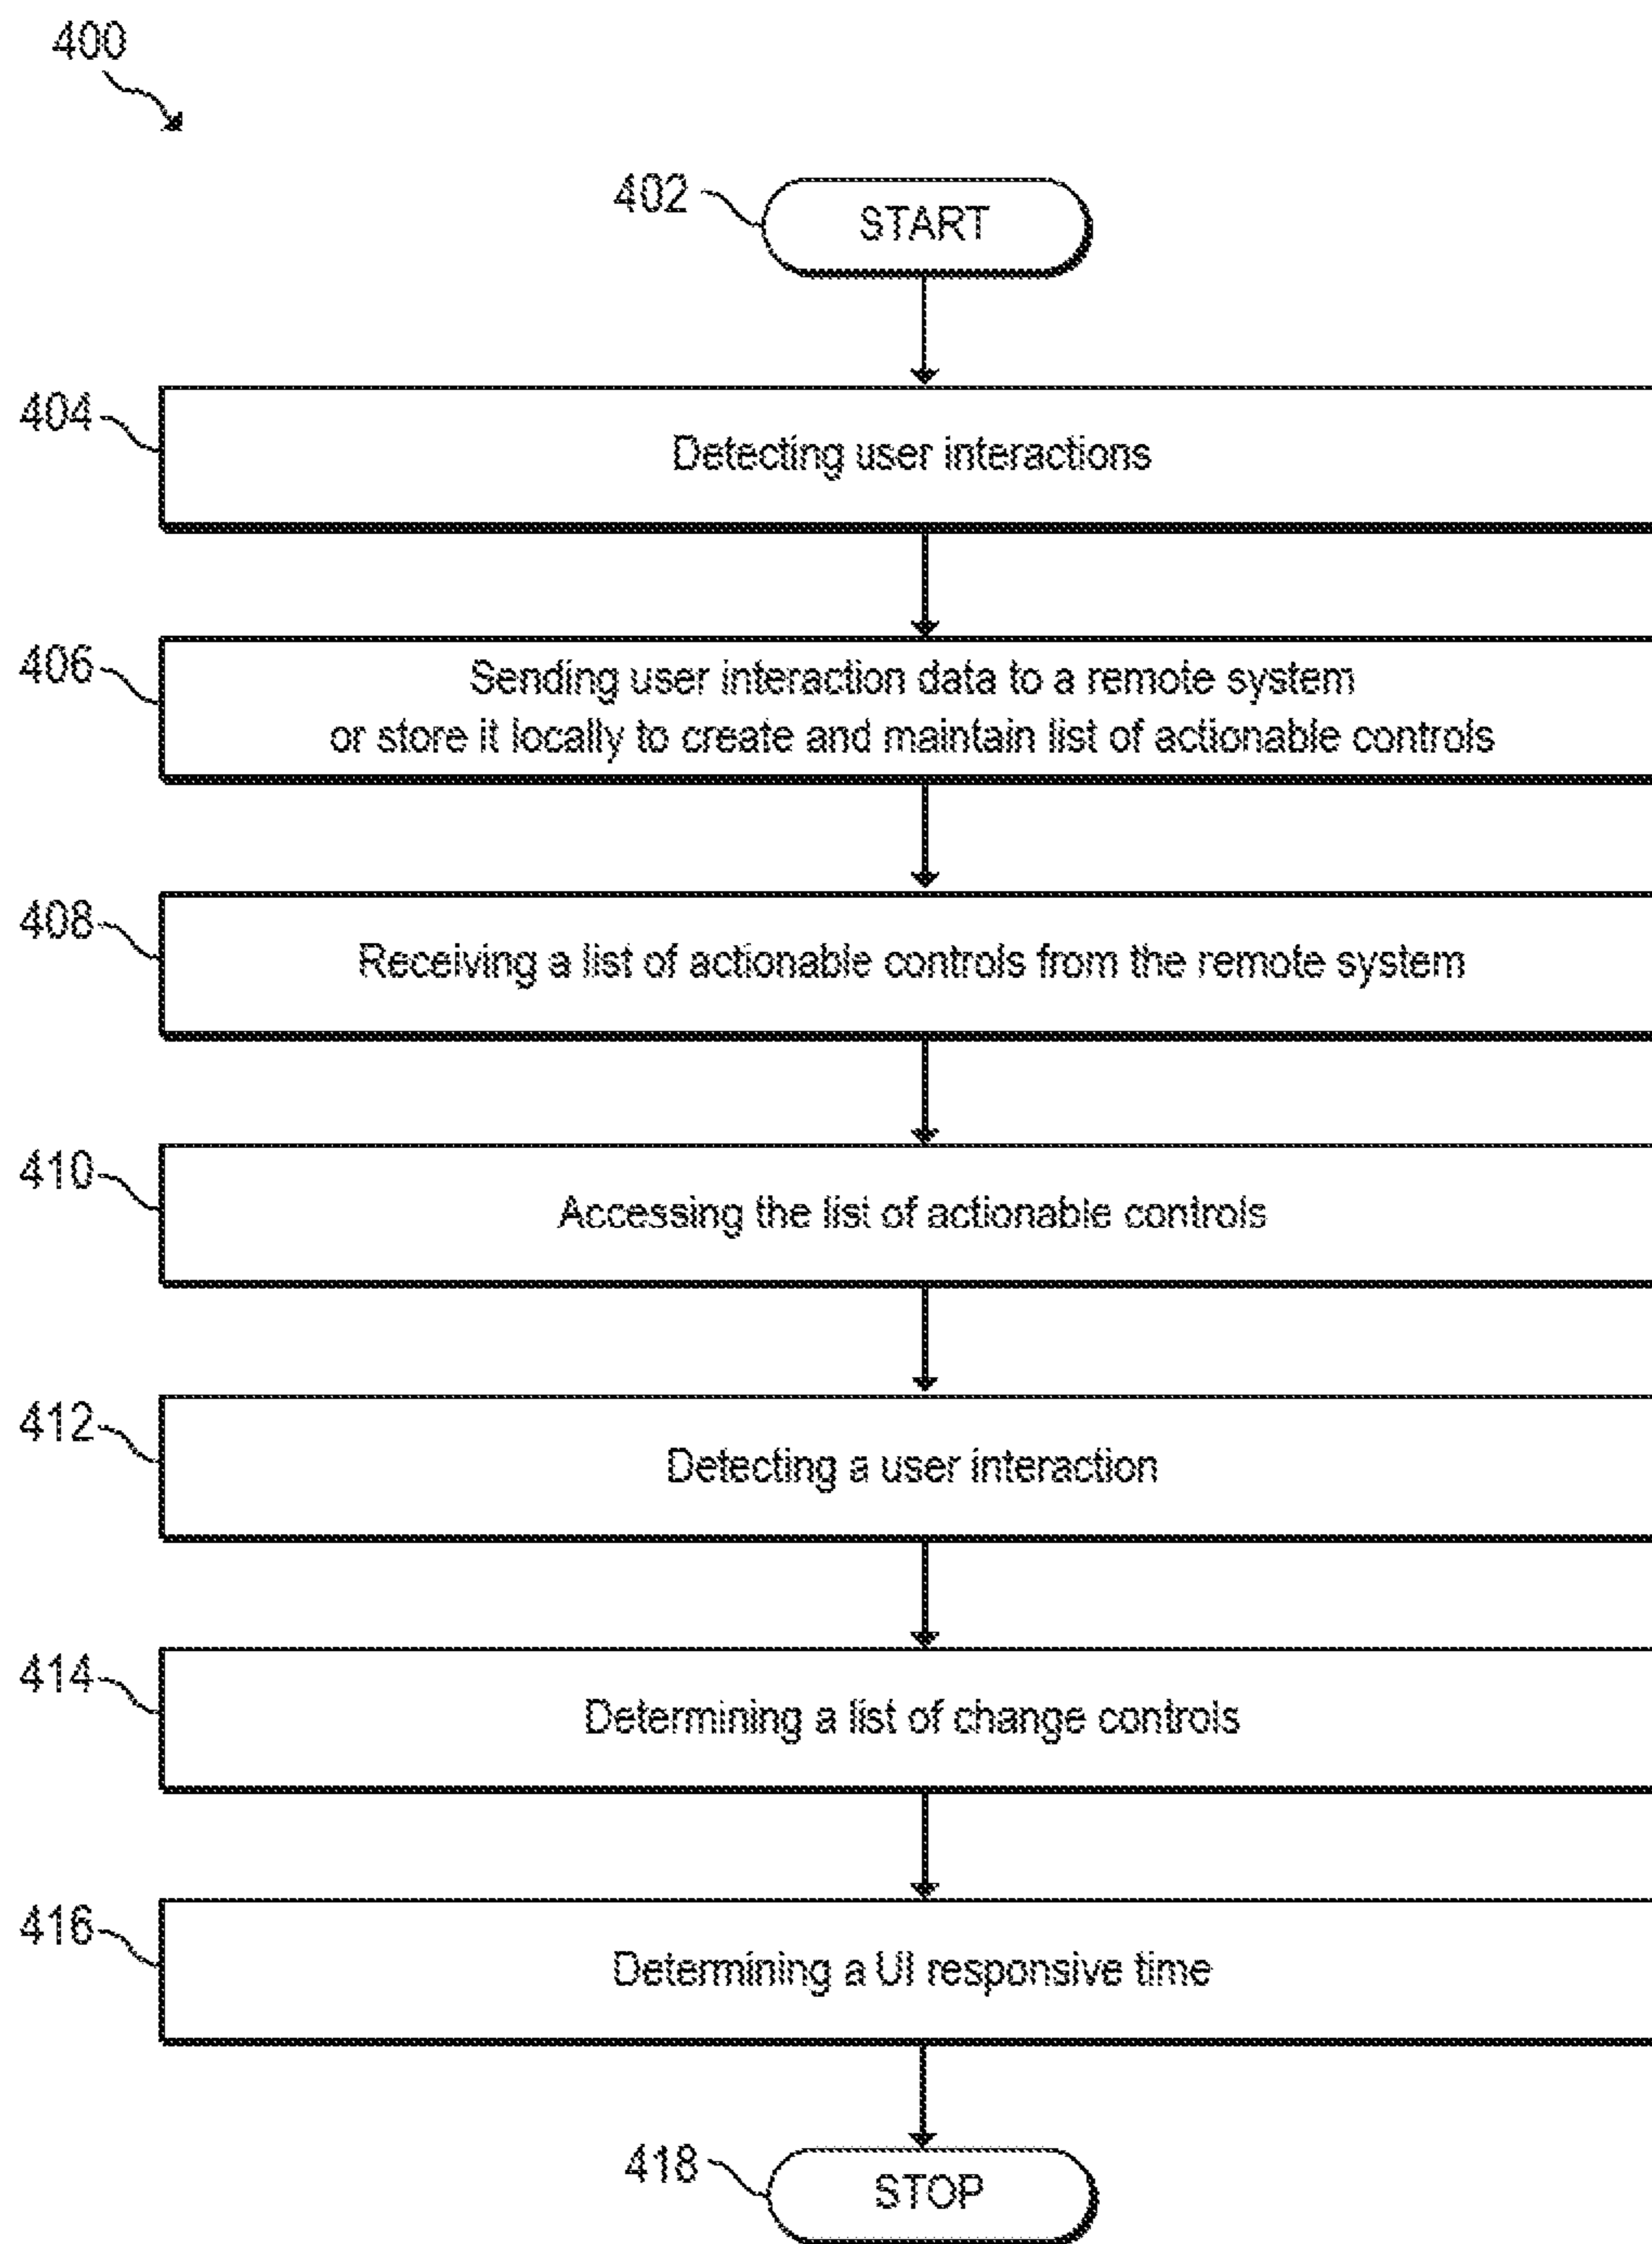 400
402
START
404
Detecting user interactions
406
Sending user interaction data to a remote system
or store it locally to create and maintain list of actionable controls
408
Receiving a list of actionable controls from the remote system
410
Accessing the list of actionable controls
412
Detecting a user interaction
414
Determining a list of change controls
416
Determining a UI responsive time
418
STOP